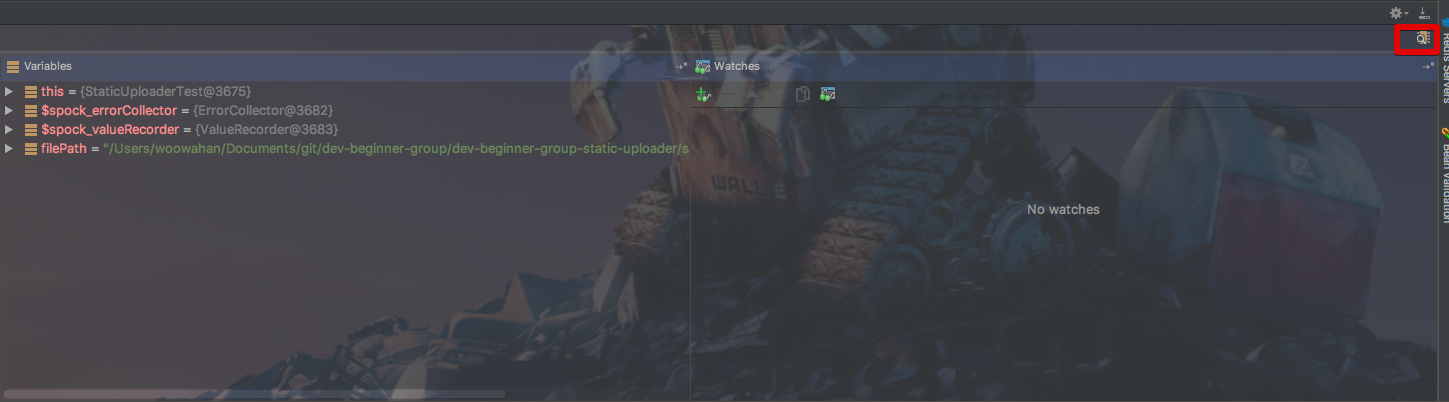 Variables
Watches
this = {StaticUploaderTest@3675}
$spock_errorCollector = {ErrorCollector@3682}
$spock_valueRecorder = {ValueRecorder@3683}
filePath = "/Users/woowahan/Documents/git/dev-beginner-group/dev-beginner-group-static-uploader/s
No watches
WALL·E
Redis Servers
Bean Validation